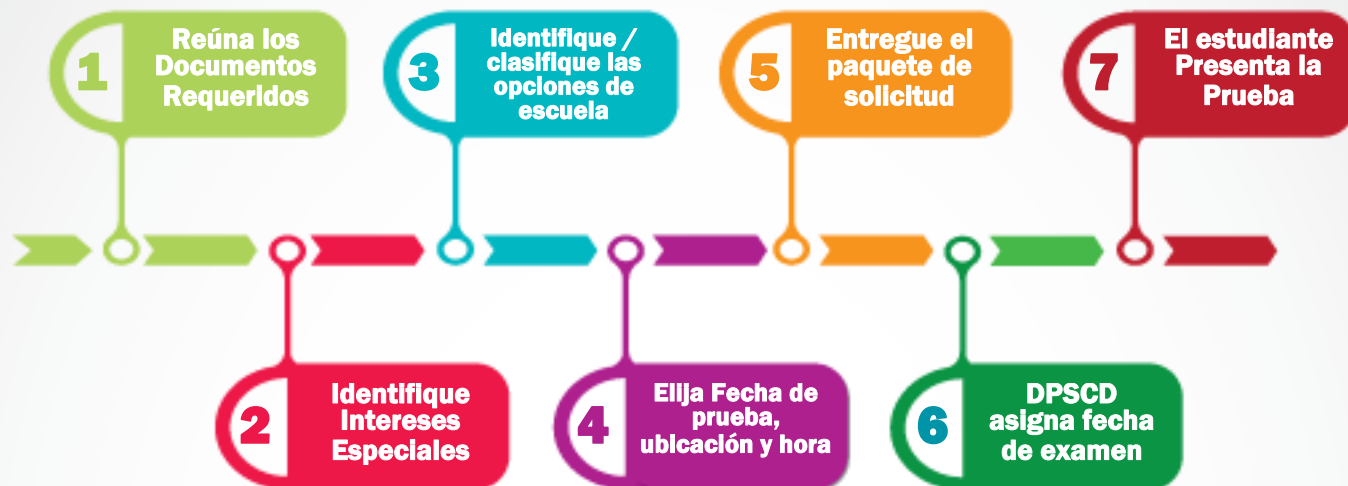 1
Reúna los
Documentos
Requeridos
2
Identifique
Intereses
Especiales
3
Identifique /
clasifique las
opciones de
escuela
4
Elija Fecha de
prueba,
ubicación y hora
5
Entregue el
paquete de
solicitud
6
DPSCD
asigna fecha
de examen
7
El estudiante
Presenta la
Prueba